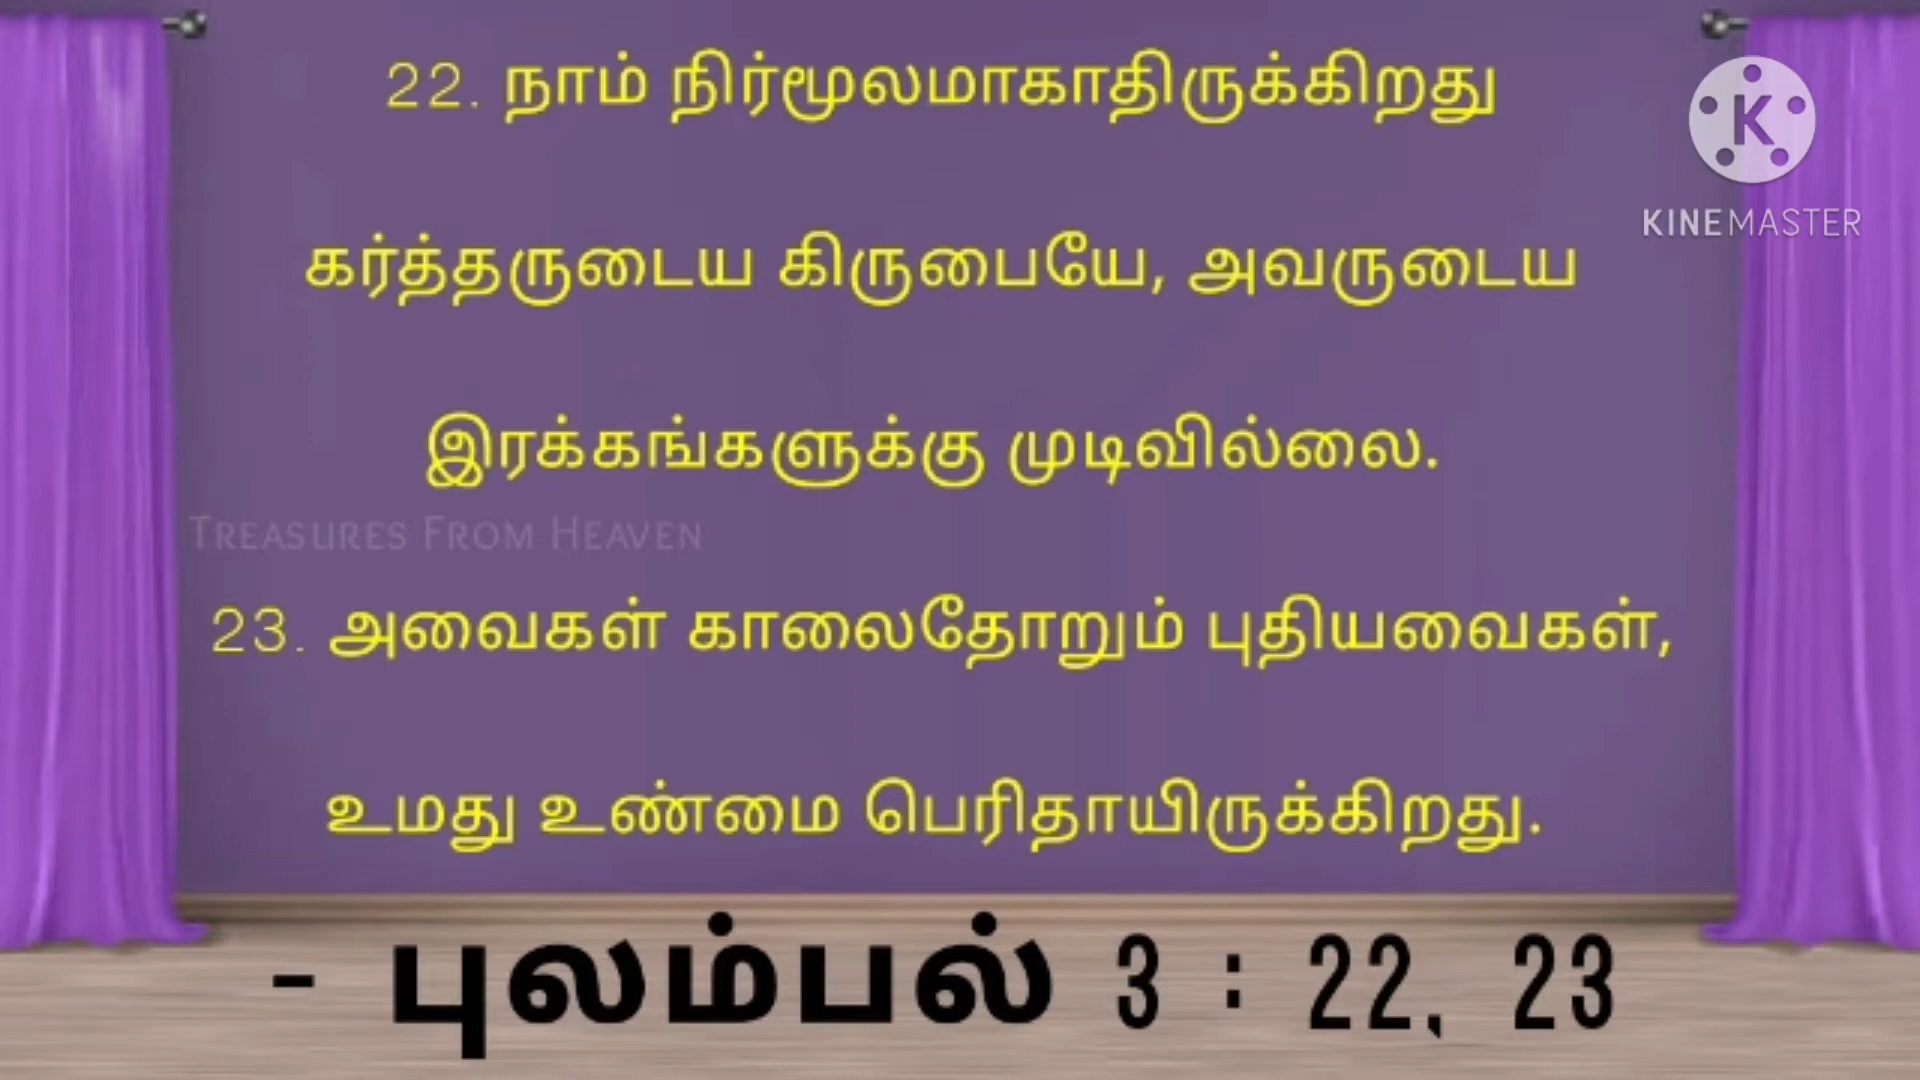 22. நாம் நிர்மூலமாகாதிருக்கிறது
K
KINEMASTER
கர்த்தருடைய கிருபையே, அவருடைய
இரக்கங்களுக்கு முடிவில்லை.
TREASURES FROM HEAVEN
23. அவைகள் காலைதோறும் புதியவைகள்,
உமது உண்மை பெரிதாயிருக்கிறது.
- புலம்பல் 3 : 22, 23